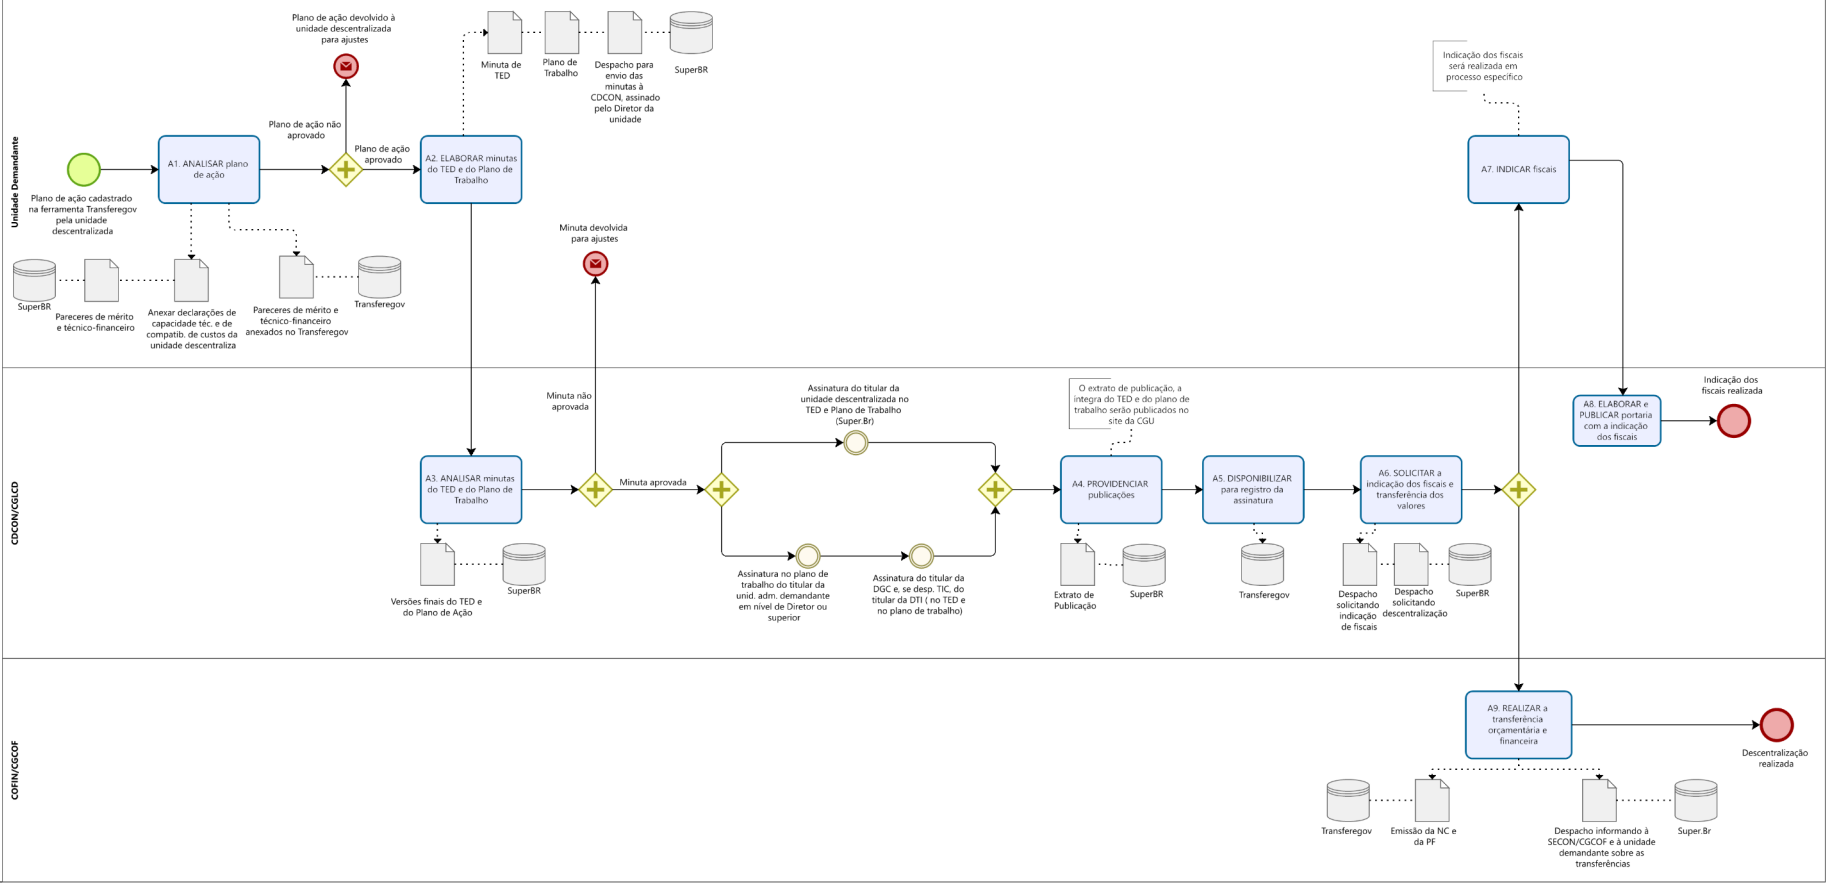 Unidade Demandante
Plano de ação devolvido à
unidade descentralizada
para ajustes
Plano de ação não
aprovado
Plano de ação
aprovado
A1. ANALISAR plano
de ação
Plano de ação cadastrado
na ferramenta Transferegov
pela unidade
descentralizada
SuperBR
Pareceres de mérito
e técnico-financeiro
Anexar declarações de
capacidade téc. e de
compatib. de custos da
unidade descentraliza
Pareceres de mérito e
técnico-financeiro
anexados no Transferegov
Transferegov
A2. ELABORAR minutas
do TED e do Plano de
Trabalho
Minuta de
TED
Plano de
Trabalho
Despacho para
envio das
minutas à
CDCON, assinado
pelo Diretor da
unidade
SuperBR
Minuta devolvida
para ajustes
Indicação dos fiscais
será realizada em
processo específico
A7. INDICAR fiscais
CDCON/CGLCD
Minuta não
aprovada
A3. ANALISAR minutas
do TED e do Plano de
Trabalho
Minuta aprovada
Versões finais do TED e
do Plano de Ação
SuperBR
Assinatura do titular da
unidade descentralizada no
TED e Plano de Trabalho
(Super.Br)
Assinatura no plano de
trabalho do titular da
unid. adm. demandante
em nível de Diretor ou
superior
Assinatura do titular da
DGC e, se desp. TIC, do
titular da DTI ( no TED e
no plano de trabalho)
O extrato de publicação, a
integra do TED e do plano de
trabalho serão publicados no
site da CGU
A4. PROVIDENCIAR
publicações
Extrato de
Publicação
SuperBR
A5. DISPONIBILIZAR
para registro da
assinatura
Transferegov
A6. SOLICITAR a
indicação dos fiscais e
transferência dos
valores
Despacho
solicitando
indicação
de fiscais
Despacho
solicitando
descentralização
SuperBR
A8. ELABORAR e
PUBLICAR portaria
com a indicação
dos fiscais
Indicação dos
fiscais realizada
COFIN/CGCOF
A9. REALIZAR a
transferência
orçamentária e
financeira
Descentralização
realizada
Transferegov
Emissão da NC e
da PF
Despacho informando à
SECON/CGCOF e à unidade
demandante sobre as
transferências
Super.Br